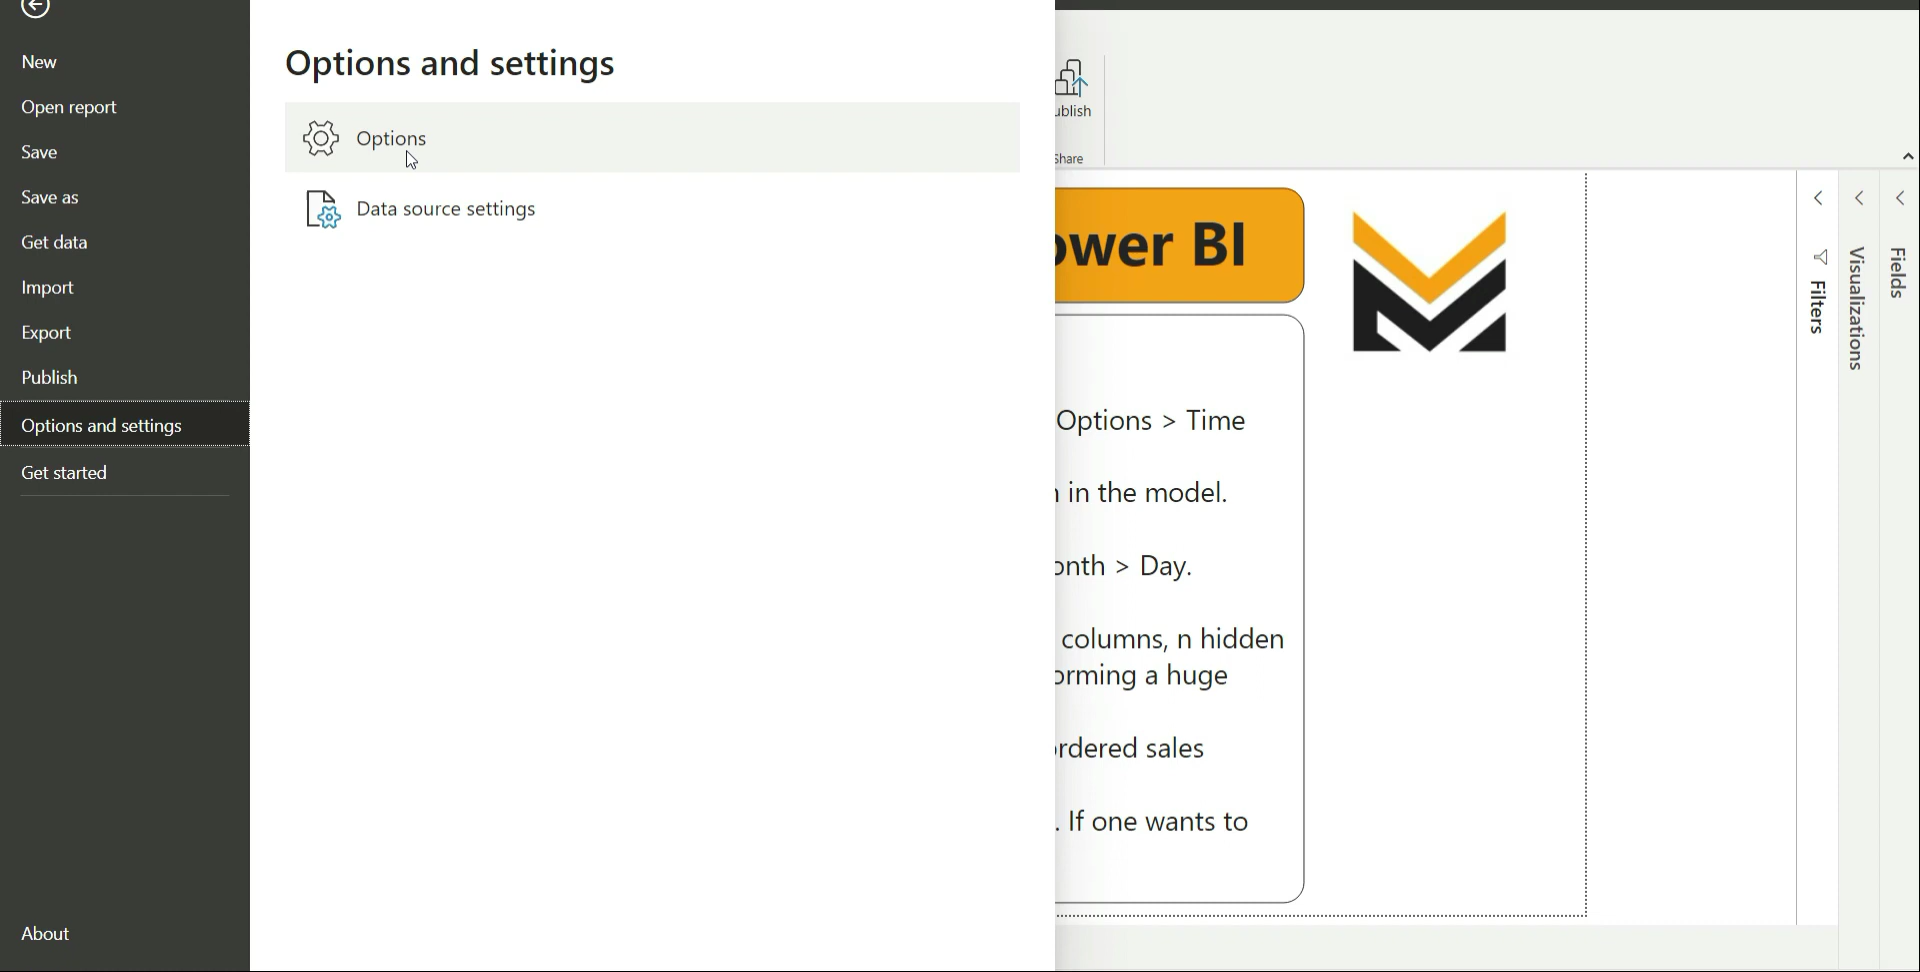 New
Open report
Save
Save as
Get data
Import
Export
Publish
Options and settings
Get started
About
Options and settings
Options
Data source settings
ublish
Share
ower BI
Options > Time
in the model.
onth > Day.
columns, n hidden
orming a huge
rdered sales
. If one wants to
Filters
Visualizations
Fields